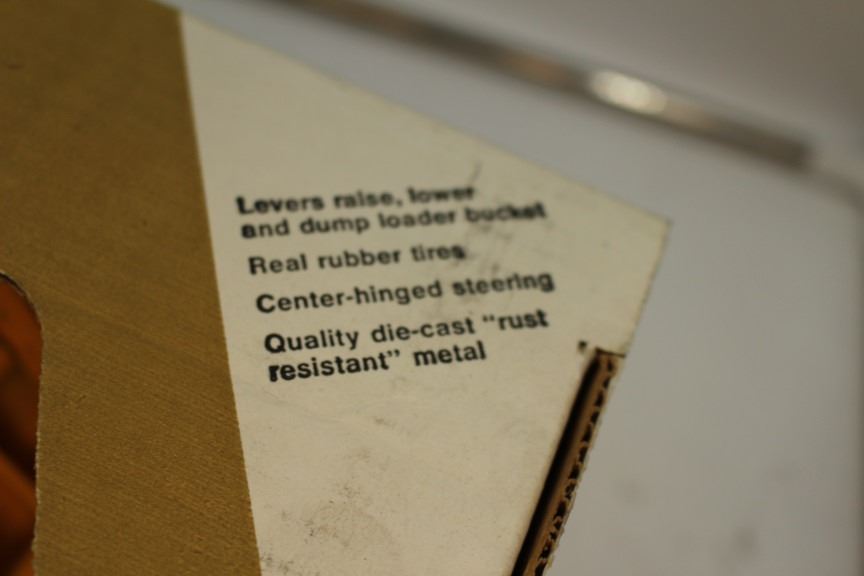 Levers raise, lower
and dump loader bucket
Real rubber tires
Center-hinged steering
Quality die-cast "rust
resistant" metal